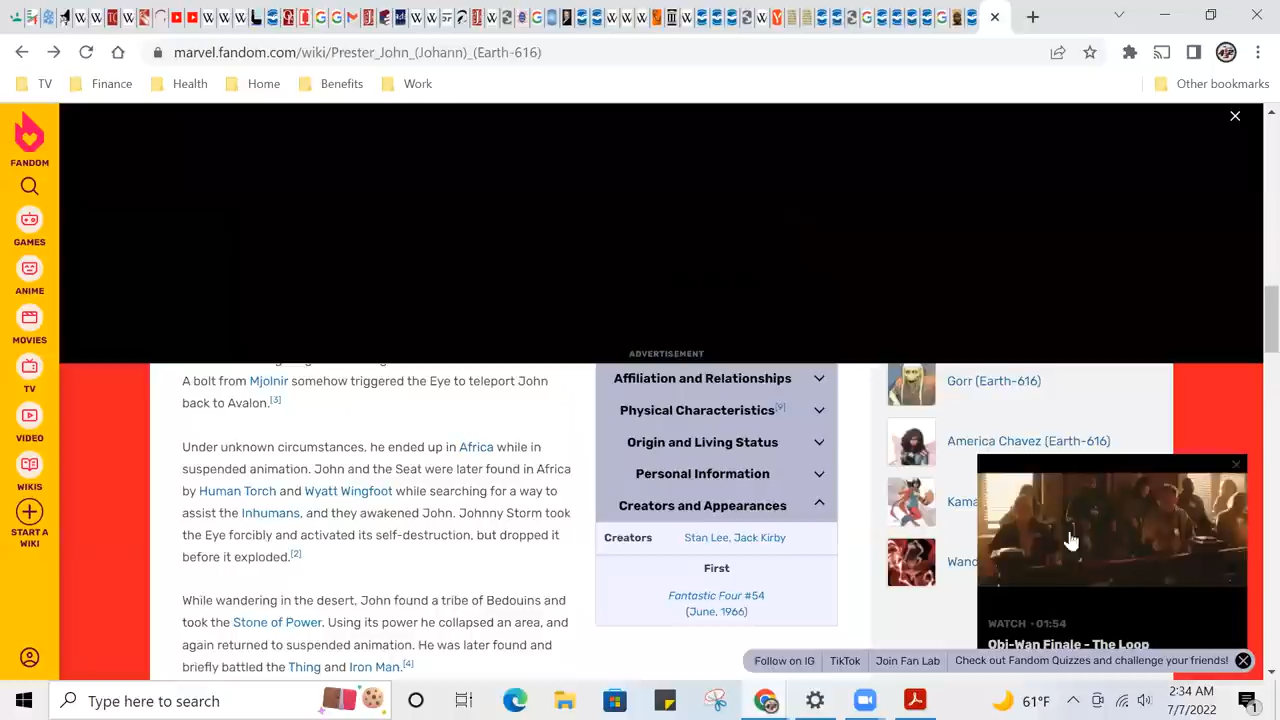 marvel.fandom.com/wiki/Prester_John_(Johann)_(Earth-616)
TV
Finance
Health
Home
Benefits
Work
Other bookmarks
FANDOM
GAMES
ANIME
MOVIES
TV
VIDEO
WIKIS
START A
WIKI
ADVERTISEMENT
A bolt from Mjolnir somehow triggered the Eye to teleport John
back to Avalon.[3]
Under unknown circumstances, he ended up in Africa while in
suspended animation. John and the Seat were later found in Africa
by Human Torch and Wyatt Wingfoot while searching for a way to
assist the Inhumans, and they awakened John. Johnny Storm took
the Eye forcibly and activated its self-destruction, but dropped it
before it exploded.[2]
While wandering in the desert, John found a tribe of Bedouins and
took the Stone of Power. Using its power he collapsed an area, and
again returned to suspended animation. He was later found and
briefly battled the Thing and Iron Man.[4]
Affiliation and Relationships
Physical Characteristics[9]
Origin and Living Status
Personal Information
Creators and Appearances
Creators Stan Lee, Jack Kirby
First
Fantastic Four #54
(June, 1966)
Gorr (Earth-616)
America Chavez (Earth-616)
Kama
Wand
WATCH · 01:54
Obi-Wan Finale - The Loop
Follow on IG
TikTok
Join Fan Lab
Check out Fandom Quizzes and challenge your friends!
Type here to search
61°F
2:34 AM
7/7/2022
1